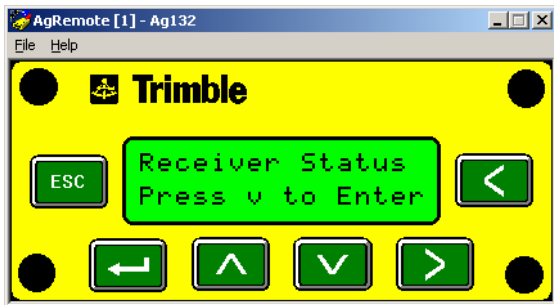 AgRemote [1] - Ag132
File Help
Trimble
ESC
Receiver Status
Press v to Enter